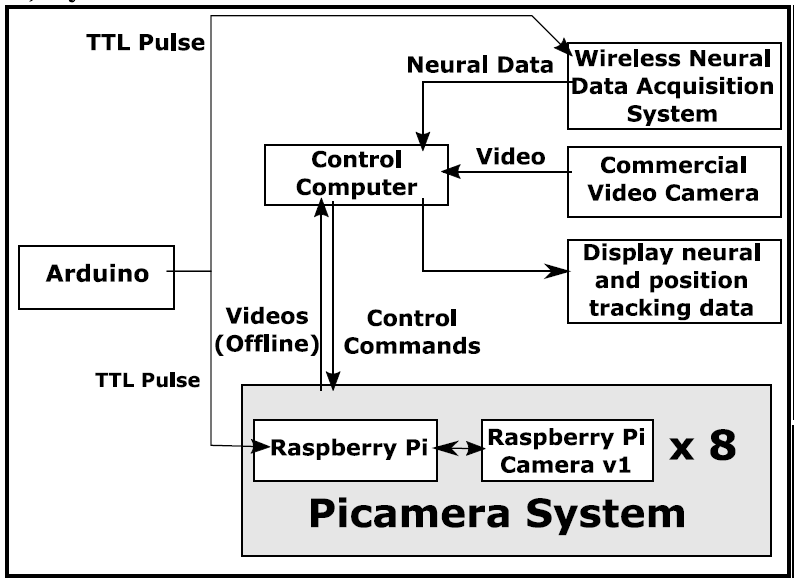 TTL Pulse
Wireless Neural
Data Acquisition
System
Neural Data
Control
Computer
Video
Commercial
Video Camera
Arduino
Display neural
and position
tracking data
Videos
(Offline)
Control
Commands
TTL Pulse
Raspberry Pi
Raspberry Pi
Camera v1
x 8
Picamera System